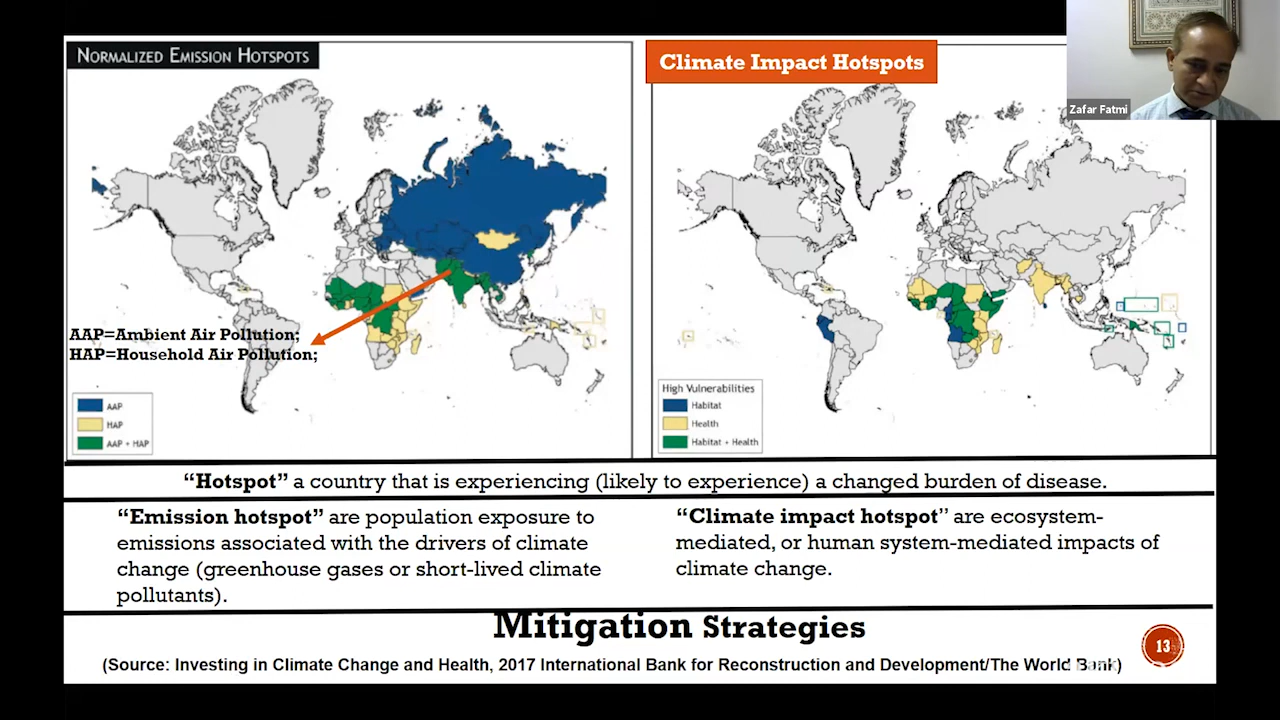 NORMALIZED EMISSION HOTSPOTS
Climate Impact Hotspots
Zafar Fatmi
AAP=Ambient Air Pollution;
HAP=Household Air Pollution;
AAP
HAP
AAP + HAP
High Vulnerabilities
Habitat
Health
Habitat + Health
“Hotspot” a country that is experiencing (likely to experience) a changed burden of disease.
“Emission hotspot” are population exposure to
emissions associated with the drivers of climate
change (greenhouse gases or short-lived climate
pollutants).
“Climate impact hotspot” are ecosystem-
mediated, or human system-mediated impacts of
climate change.
Mitigation Strategies
13
(Source: Investing in Climate Change and Health, 2017 International Bank for Reconstruction and Development/The World Bank)